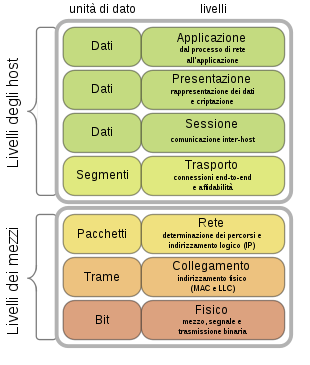 unità di dato livelli
Livelli degli host
Dati Applicazione
dal processo di rete
all'applicazione
Dati Presentazione
rappresentazione dei dati
e criptazione
Dati Sessione
comunicazione inter-host
Segmenti Trasporto
connessioni end-to-end
e affidabilità
Livelli dei mezzi
Pacchetti Rete
determinazione dei percorsi e
indirizzamento logico (IP)
Trame Collegamento
indirizzamento fisico
(MAC e LLC)
Bit Fisico
mezzo, segnale e
trasmissione binaria